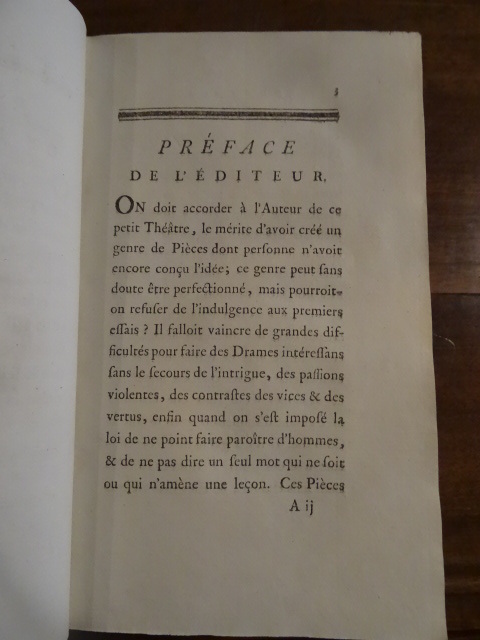 5
PRÉFACE
DE L'ÉDITEUR.
ON doit accorder à l'Auteur de ce
petit Théâtre, le mérite d'avoir créé un
genre de Pièces dont perſonne n'avoit
encore conçu l'idée; ce genre peut ſans
doute être perfectionné, mais pourroit-
on refuſer de l'indulgence aux premiers
eſſais ? Il falloit vaincre de grandes dif-
ficultés pour faire des Drames intéreſſans
ſans le ſecours de l'intrigue, des paſſions
violentes, des contraſtes des vices & des
vertus, enfin quand on s'eſt impoſé la
loi de ne point faire paroître d'hommes,
& de ne pas dire un ſeul mot qui ne ſoit
ou qui n'amène une leçon. Ces Pièces
A ij